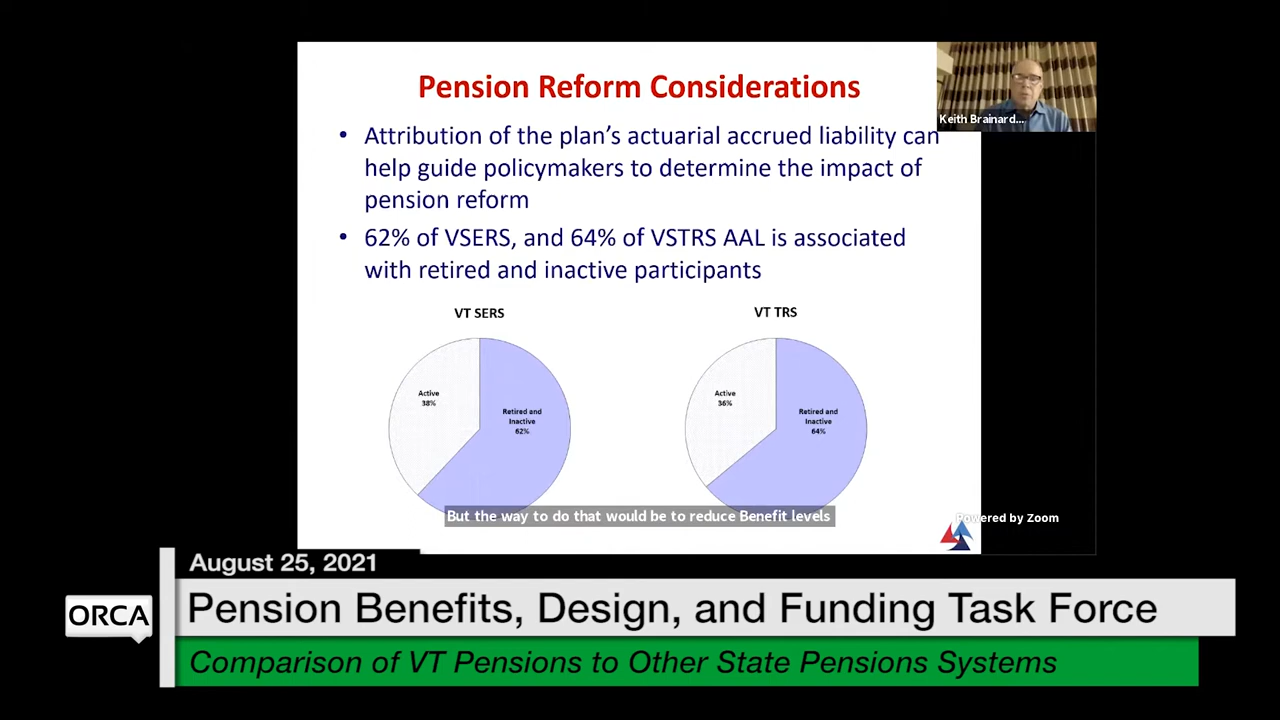 Pension Reform Considerations
Keith Brainard...
• Attribution of the plan's actuarial accrued liability can
help guide policymakers to determine the impact of
pension reform
• 62% of VSERS, and 64% of VSTRS AAL is associated
with retired and inactive participants
VT SERS
Active
38%
Retired and
Inactive
62%
VT TRS
Active
36%
Retired and
Inactive
64%
But the way to do that would be to reduce Benefit levels
Powered by Zoom
August 25, 2021
ORCA
Pension Benefits, Design, and Funding Task Force
Comparison of VT Pensions to Other State Pensions Systems